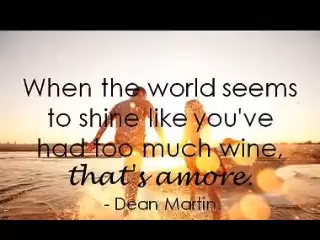 When the world seems
to shine like you've
had too much wine,
that's amore.
- Dean Martin